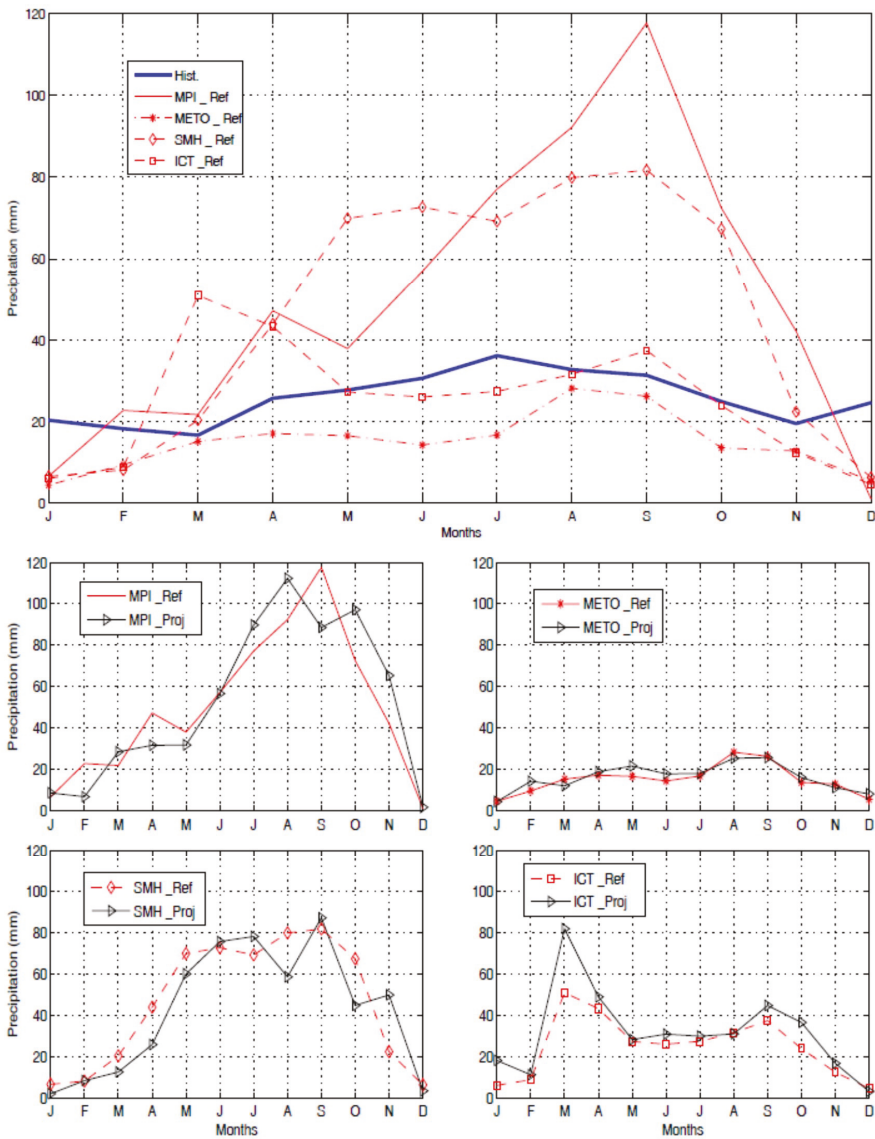 120
100
80
60
40
20
0
Precipitation (mm)
Hist.
MPI _ Ref
METO _ Ref
SMH _ Ref
ICT _Ref
J F M A M J J A S O N D
Months
120
100
80
60
40
20
0
Precipitation (mm)
MPI _Ref
MPI _Proj
J F M A M J J A S O N D
120
100
80
60
40
20
0
METO _Ref
METO _Proj
J F M A M J J A S O N D
120
100
80
60
40
20
0
Precipitation (mm)
SMH _Ref
SMH _Proj
J F M A M J J A S O N D
Months
120
100
80
60
40
20
0
ICT _Ref
ICT _Proj
J F M A M J J A S O N D
Months